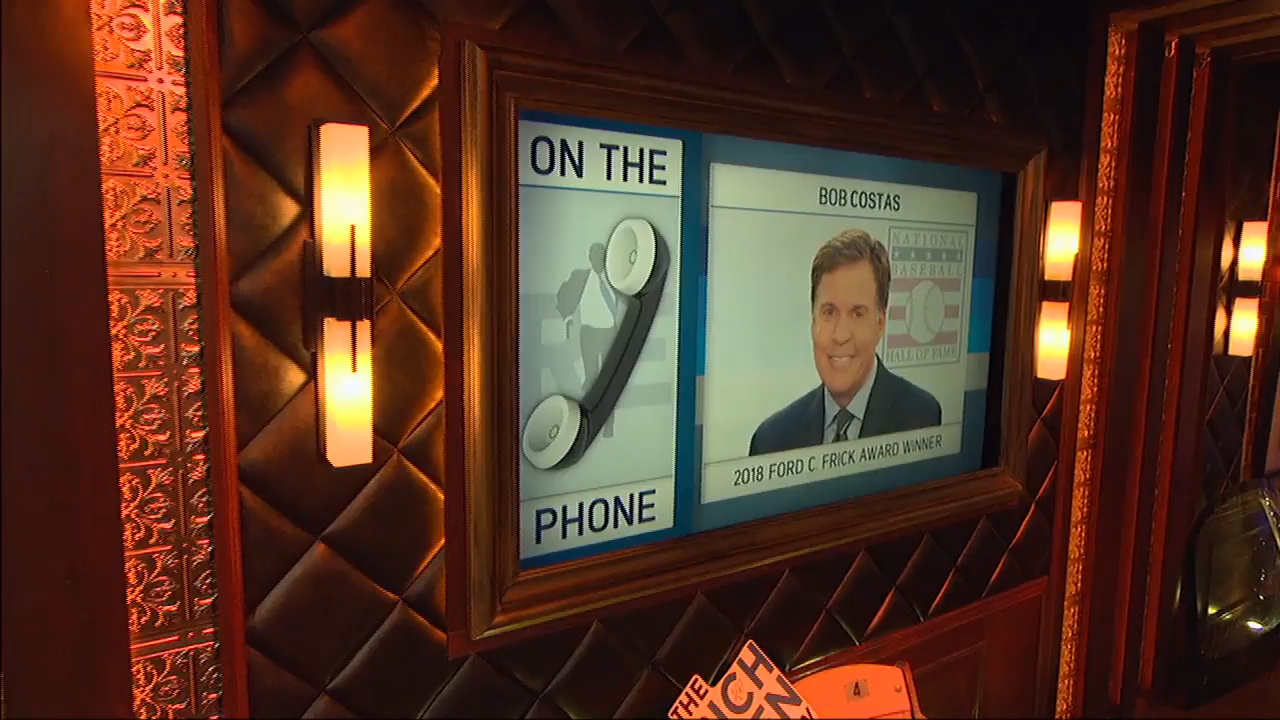 ON THE
PHONE
BOB COSTAS
NATIONAL
BASEBALL
HALL OF FAME
2018 FORD C. FRICK AWARD WINNER
THE
4